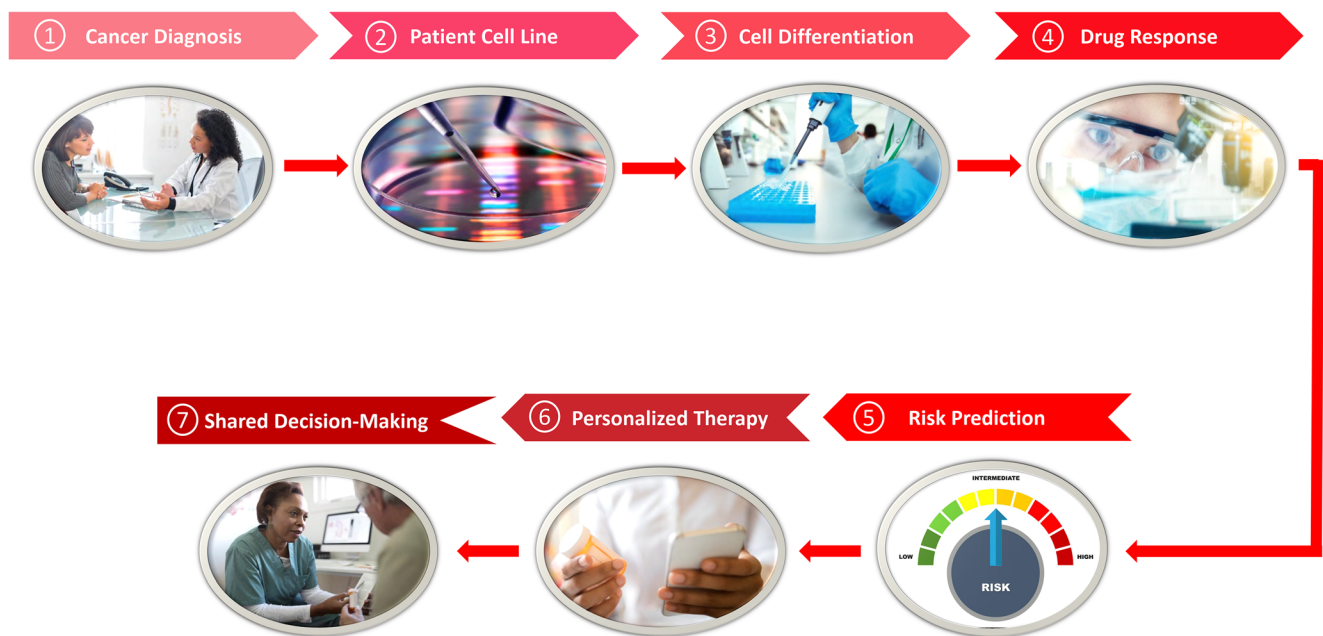 1 Cancer Diagnosis
2 Patient Cell Line
3 Cell Differentiation
4 Drug Response
7 Shared Decision-Making
6 Personalized Therapy
5 Risk Prediction
INTERMEDIATE
LOW
HIGH
RISK